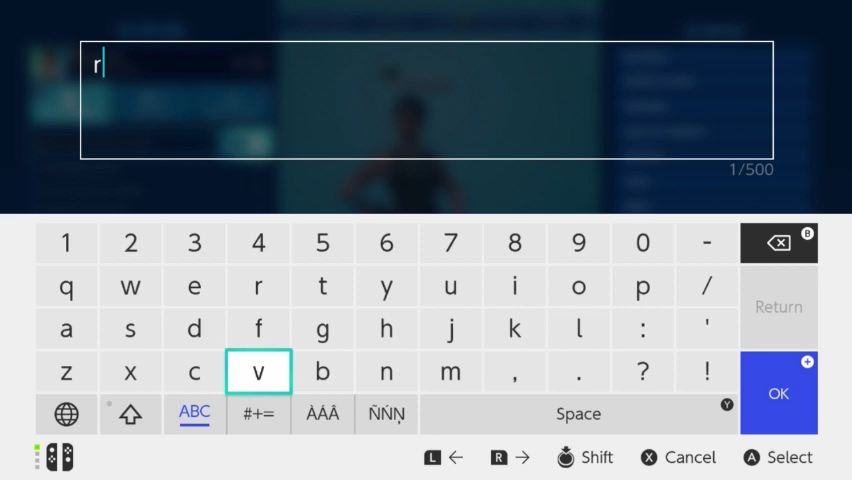 r
1/500
1 2 3 4 5 6 7 8 9 0 - B
q w e r t y u i o p /
Return
a s d f g h j k l : '
z x c v b n m , . ? ! +
OK
ABC #+= ÀÁÂ ÑŃŅ Space Y
L ← R → Shift X Cancel A Select